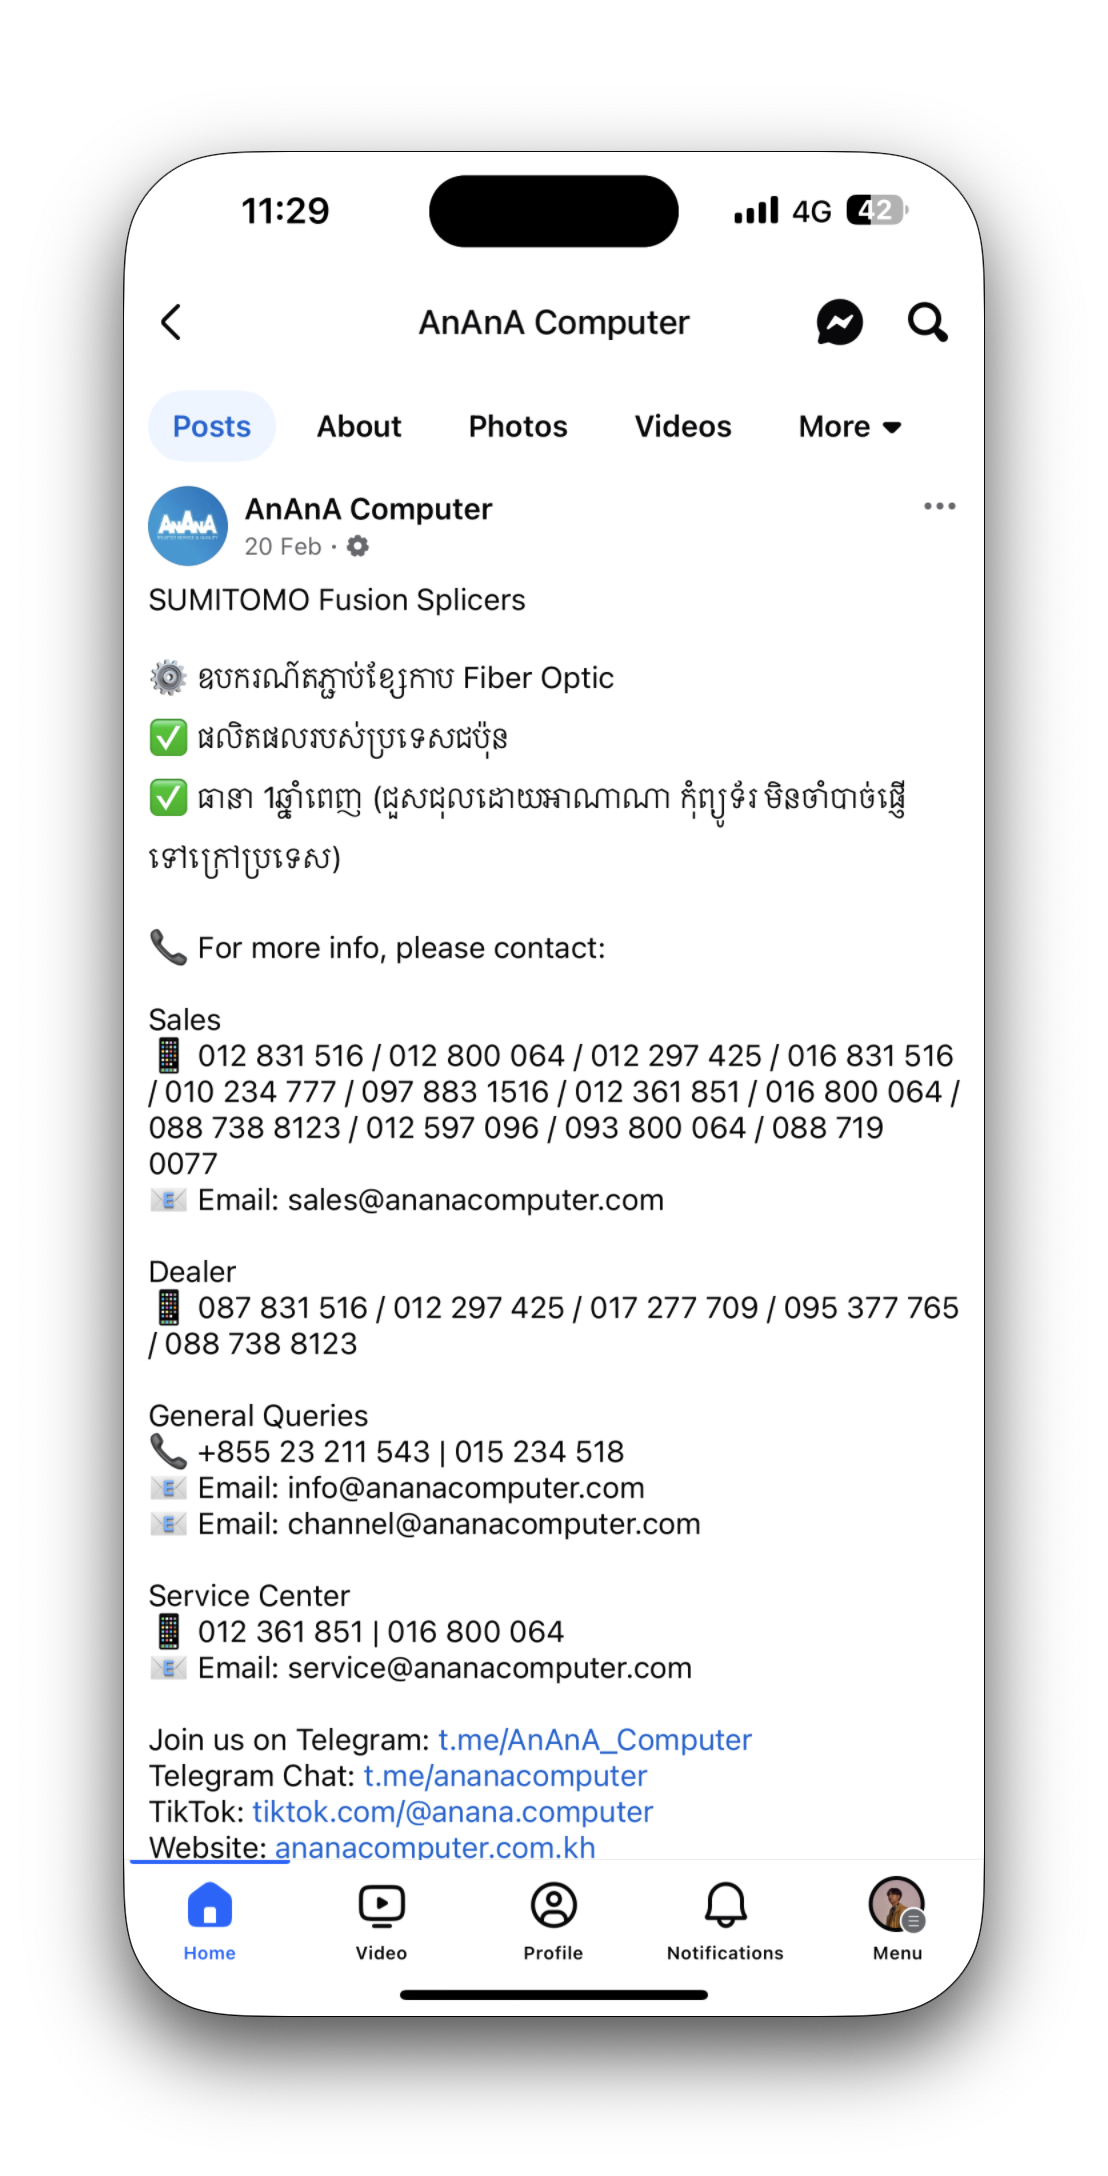 11:29
4G 42
AnAnA Computer
Posts About Photos Videos More
AnAnA
AnAnA Computer
20 Feb ·
SUMITOMO Fusion Splicers
⚙️ ឧបករណ៍តភ្ជាប់ខ្សែកាប Fiber Optic
✅ ផលិតផលរបស់ប្រទេសជប៉ុន
✅ ធានា 1ឆ្នាំពេញ (ជួសជុលដោយអាណាណា កុំព្យូទ័រ មិនចាំបាច់ផ្ញើ
ទៅក្រៅប្រទេស)
📞 For more info, please contact:
Sales
📱 012 831 516 / 012 800 064 / 012 297 425 / 016 831 516
/ 010 234 777 / 097 883 1516 / 012 361 851 / 016 800 064 /
088 738 8123 / 012 597 096 / 093 800 064 / 088 719
0077
📧 Email: sales@ananacomputer.com
Dealer
📱 087 831 516 / 012 297 425 / 017 277 709 / 095 377 765
/ 088 738 8123
General Queries
📞 +855 23 211 543 | 015 234 518
📧 Email: info@ananacomputer.com
📧 Email: channel@ananacomputer.com
Service Center
📱 012 361 851 | 016 800 064
📧 Email: service@ananacomputer.com
Join us on Telegram: t.me/AnAnA_Computer
Telegram Chat: t.me/ananacomputer
TikTok: tiktok.com/@anana.computer
Website: ananacomputer.com.kh
Home Video Profile Notifications Menu